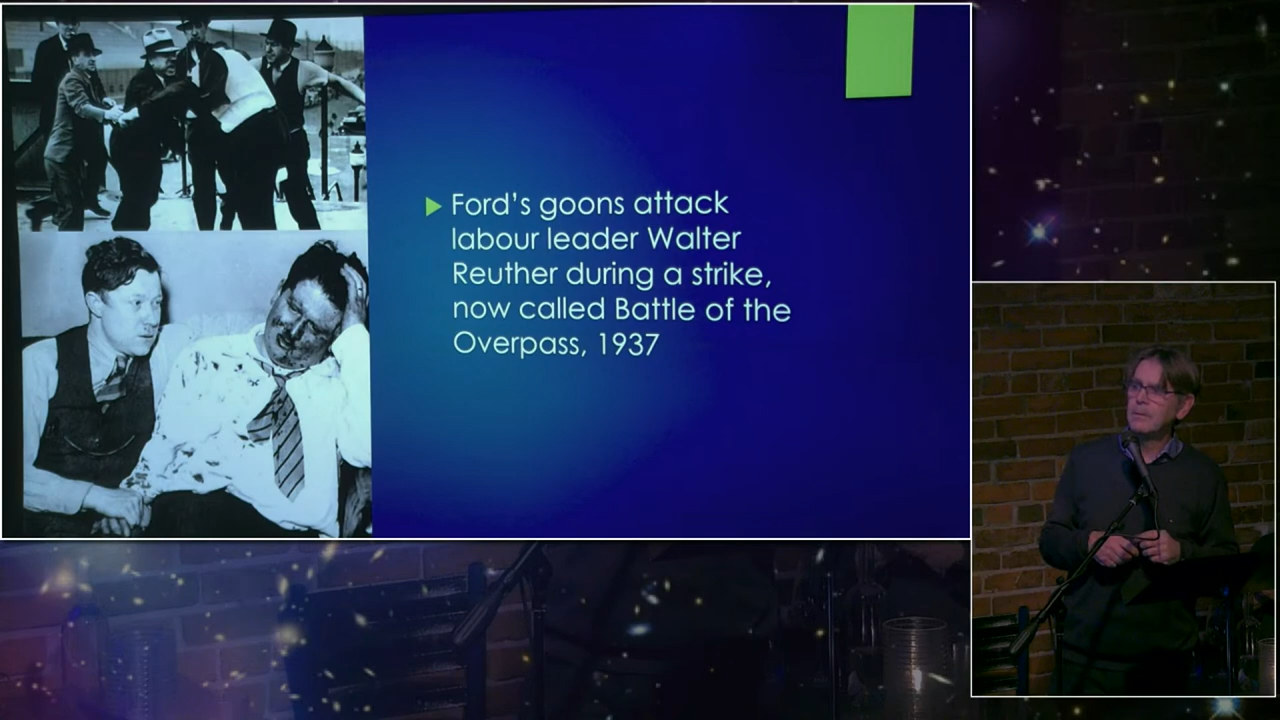 Ford’s goons attack
labour leader Walter
Reuther during a strike,
now called Battle of the
Overpass, 1937